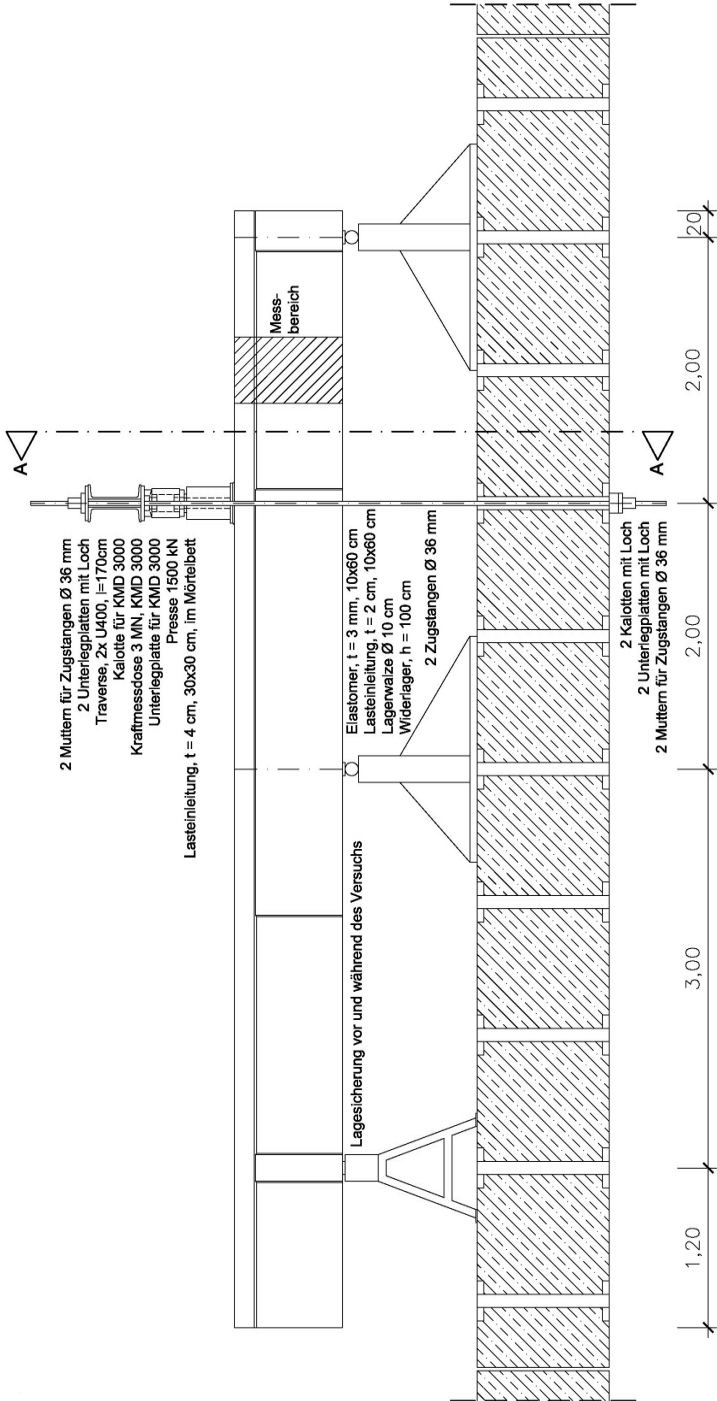 2 Muttern für Zugstangen Ø 36 mm
2 Unterlegplatten mit Loch
Traverse, 2x U400, l=170cm
Kalotte für KMD 3000
Kraftmessdose 3 MN, KMD 3000
Unterlegplatte für KMD 3000
Presse 1500 kN
Lasteinleitung, t = 4 cm, 30x30 cm, im Mörtelbett
A
Mess-
bereich
Lagesicherung vor und während des Versuchs
Elastomer, t = 3 mm, 10x60 cm
Lasteinleitung, t = 2 cm, 10x60 cm
Lagerwalze Ø 10 cm
Widerlager, h = 100 cm
2 Zugstangen Ø 36 mm
2 Kalotten mit Loch
2 Unterlegplatten mit Loch
2 Muttern für Zugstangen Ø 36 mm
A
1,20
3,00
2,00
2,00
20